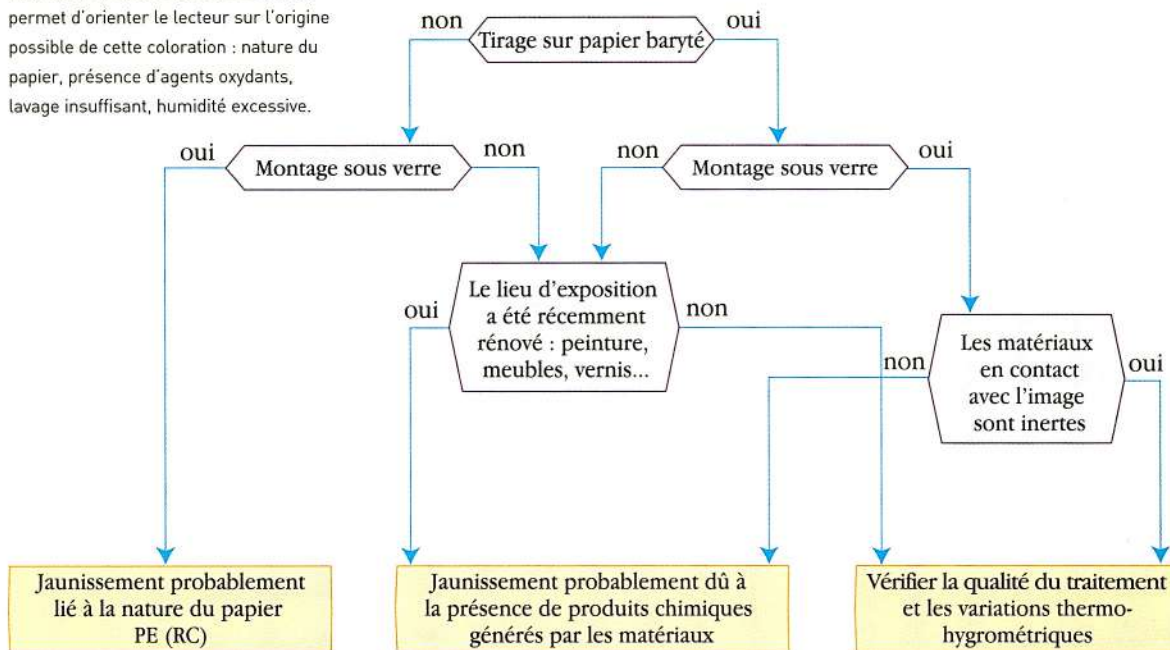 permet d'orienter le lecteur sur l'origine
possible de cette coloration : nature du
papier, présence d'agents oxydants,
lavage insuffisant, humidité excessive.
non
Tirage sur papier baryté
oui
oui
Montage sous verre
non
non
Montage sous verre
oui
oui
Le lieu d'exposition
a été récemment
rénové : peinture,
meubles, vernis...
non
non
Les matériaux
en contact
avec l'image
sont inertes
oui
Jaunissement probablement
lié à la nature du papier
PE (RC)
Jaunissement probablement dû à
la présence de produits chimiques
générés par les matériaux
Vérifier la qualité du traitement
et les variations thermo-
hygrométriques